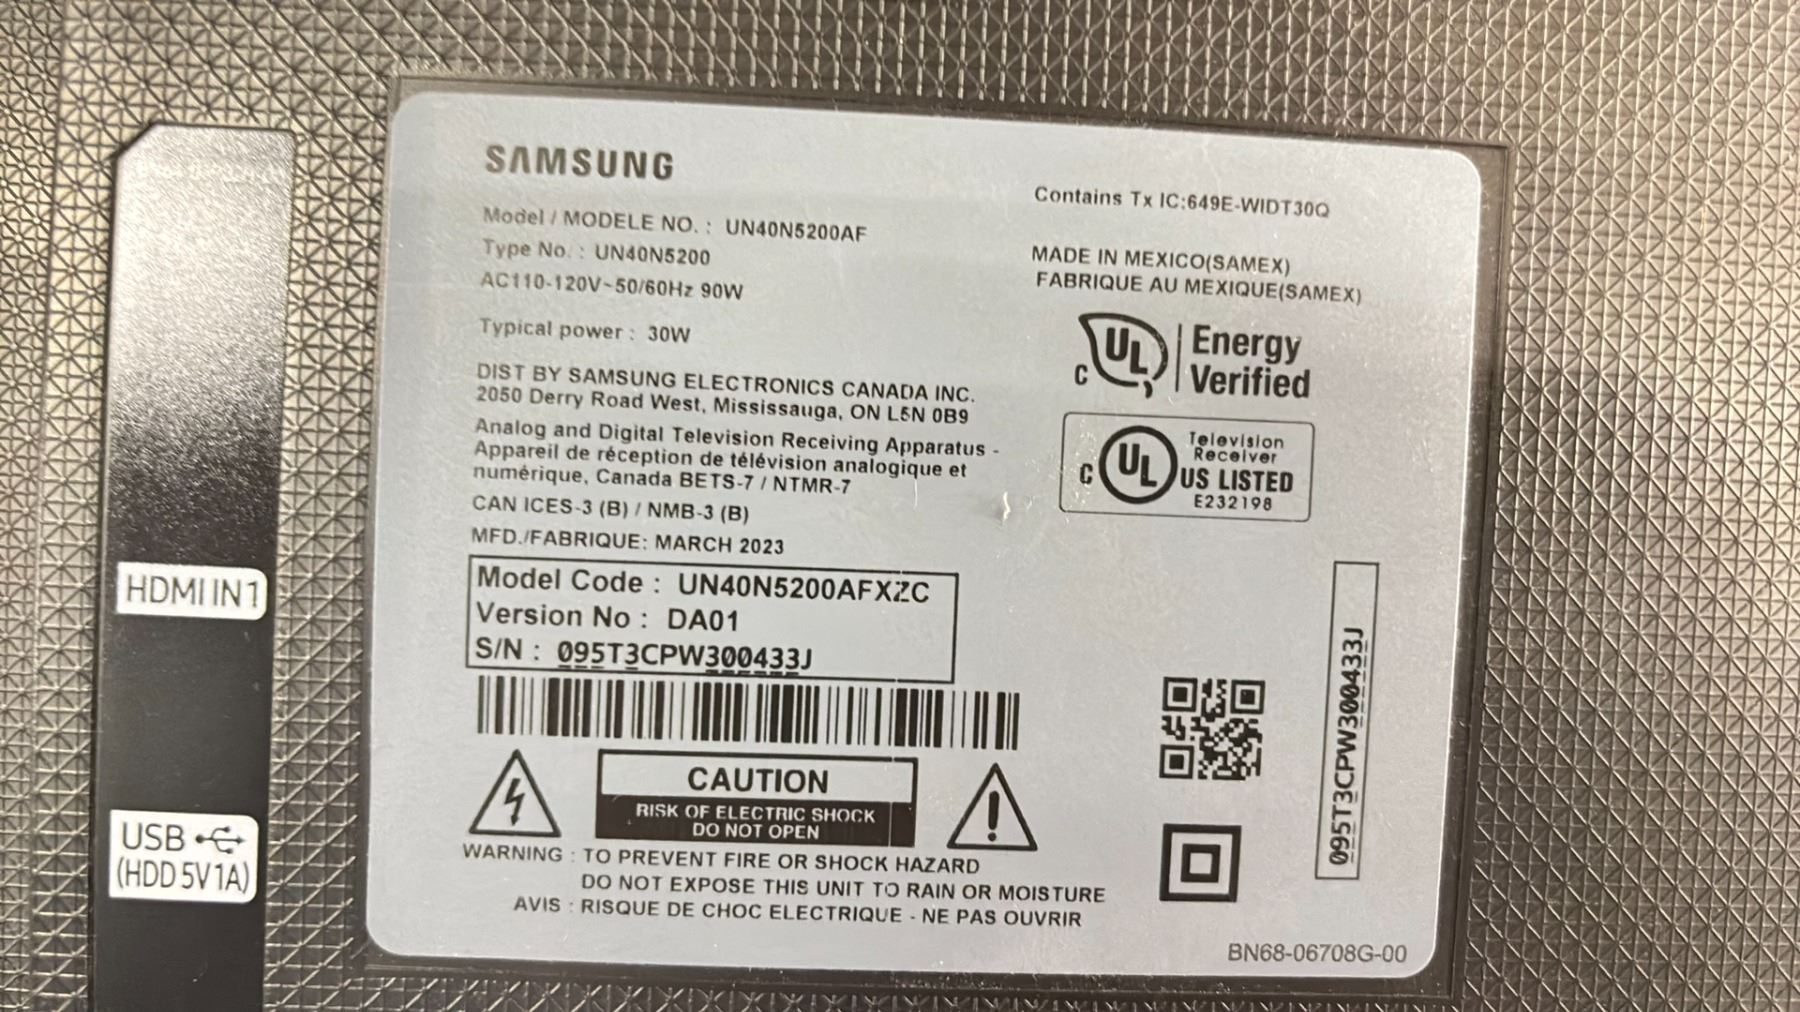 SAMSUNG
Model / MODELE NO. : UN40N5200AF
Type No. : UN40N5200
AC110-120V~50/60Hz 90W
Typical power : 30W
DIST BY SAMSUNG ELECTRONICS CANADA INC.
2050 Derry Road West, Mississauga, ON L5N 0B9
Analog and Digital Television Receiving Apparatus -
Appareil de réception de télévision analogique et
numérique, Canada BETS-7 / NTMR-7
CAN ICES-3 (B) / NMB-3 (B)
MFD./FABRIQUE: MARCH 2023
Model Code : UN40N5200AFXZC
Version No : DA01
S/N : 095T3CPW300433J
CAUTION
RISK OF ELECTRIC SHOCK
DO NOT OPEN
WARNING : TO PREVENT FIRE OR SHOCK HAZARD
DO NOT EXPOSE THIS UNIT TO RAIN OR MOISTURE
AVIS : RISQUE DE CHOC ELECTRIQUE - NE PAS OUVRIR
Contains Tx IC:649E-WIDT30Q
MADE IN MEXICO(SAMEX)
FABRIQUE AU MEXIQUE(SAMEX)
C UL Energy
Verified
Television
Receiver
C UL US LISTED
E232198
095T3CPW300433J
BN68-06708G-00
HDMI IN 1
USB
(HDD 5V 1A)